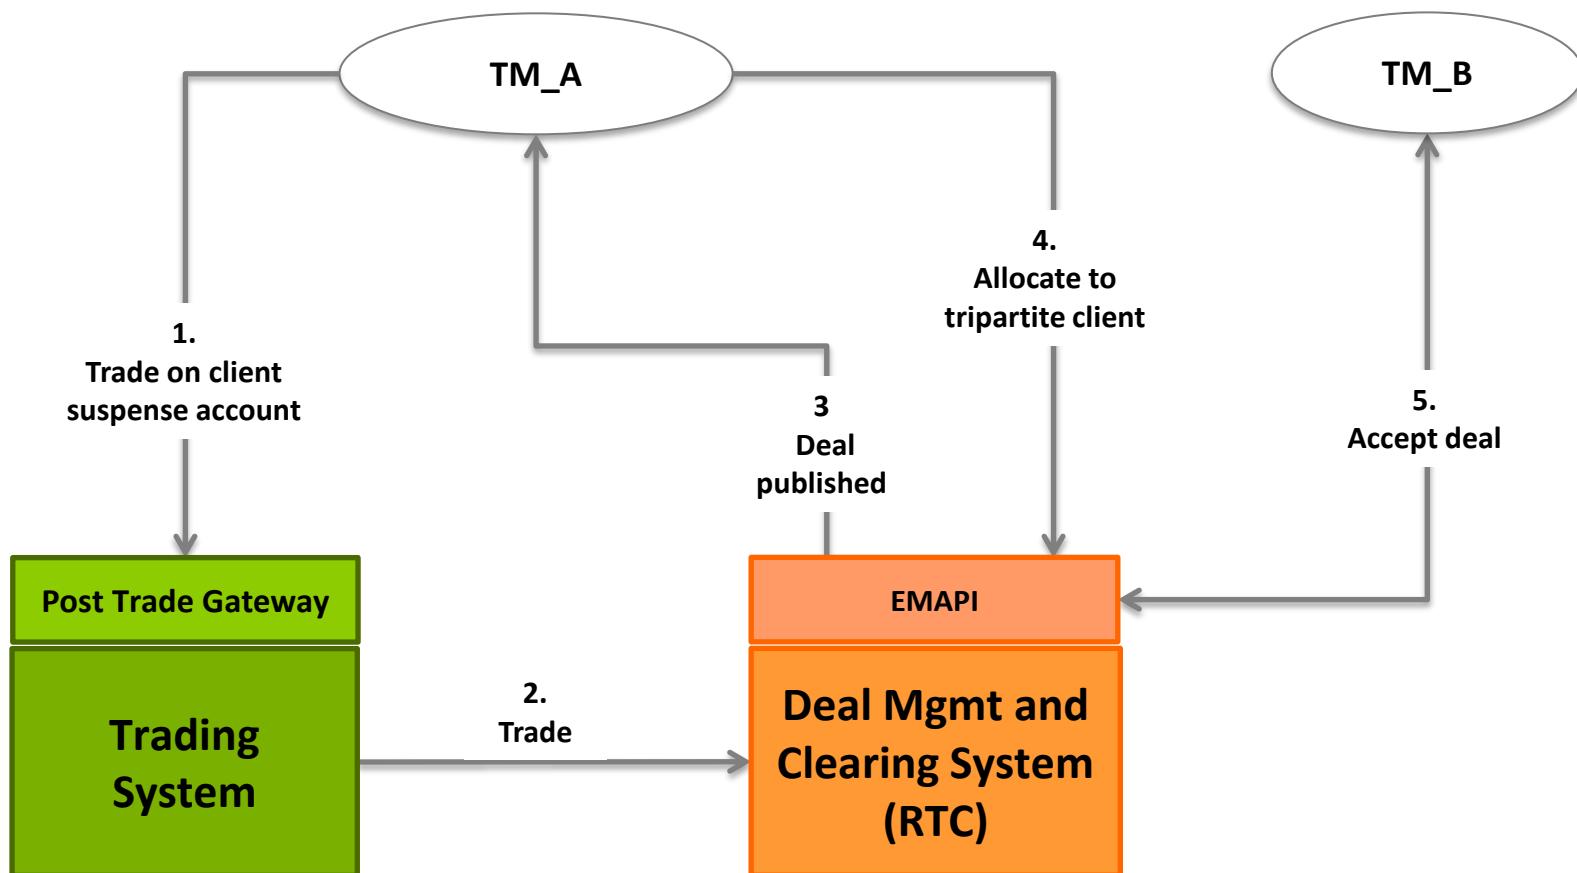 TM_A
TM_B
1.
Trade on client
suspense account
4.
Allocate to
tripartite client
3
Deal
published
5.
Accept deal
Post Trade Gateway
EMAPI
2.
Trade
Trading
System
Deal Mgmt and
Clearing System
(RTC)